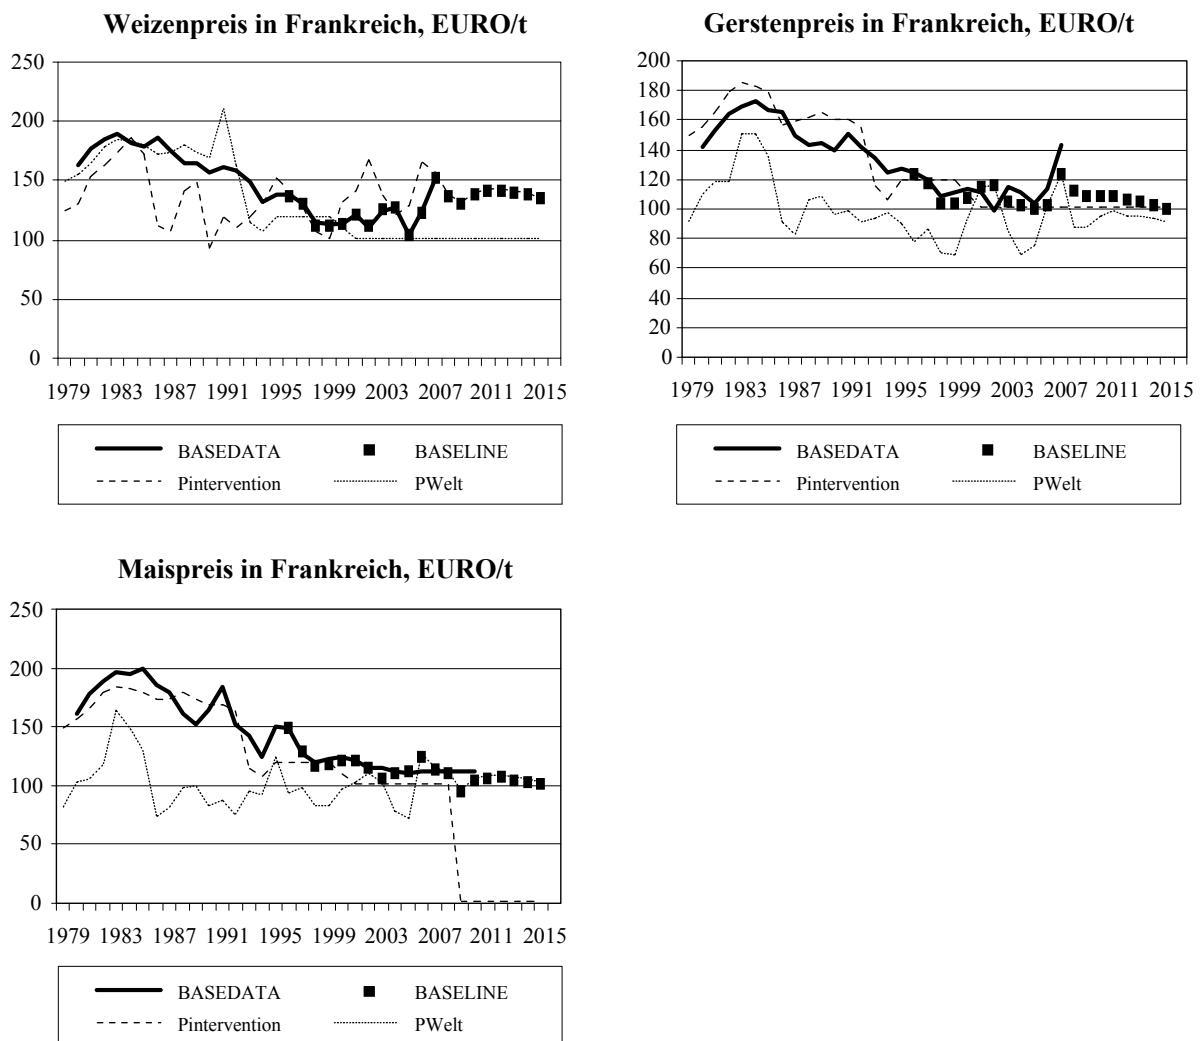 Weizenpreis in Frankreich, EURO/t
250
200
150
100
50
0
1979 1983 1987 1991 1995 1999 2003 2007 2011 2015
BASEDATA BASELINE
Pintervention PWelt
Gerstenpreis in Frankreich, EURO/t
200
180
160
140
120
100
80
60
40
20
0
1979 1983 1987 1991 1995 1999 2003 2007 2011 2015
BASEDATA BASELINE
Pintervention PWelt
Maispreis in Frankreich, EURO/t
250
200
150
100
50
0
1979 1983 1987 1991 1995 1999 2003 2007 2011 2015
BASEDATA BASELINE
Pintervention PWelt